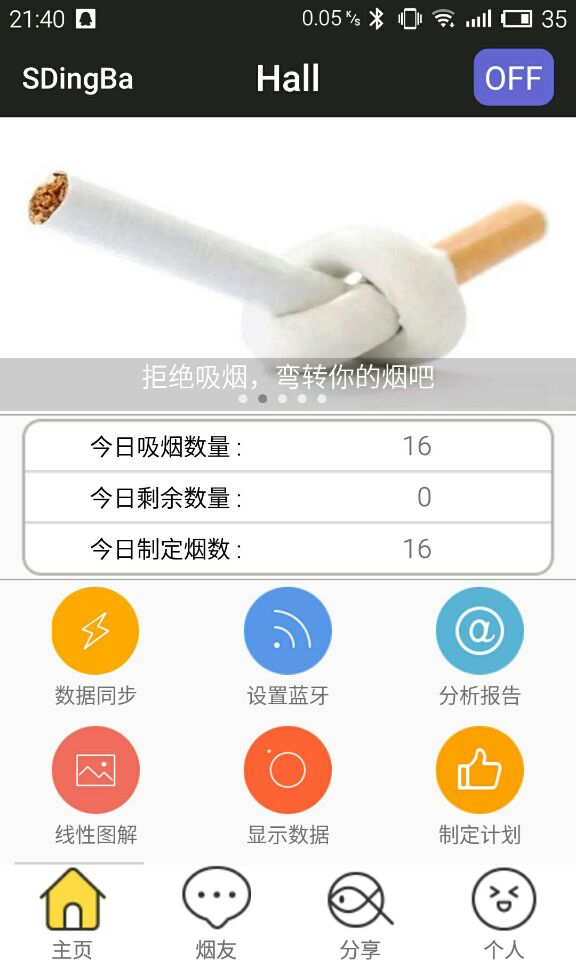 21:40 0.05 K/s 35
SDingBa Hall OFF
拒绝吸烟，弯转你的烟吧
今日吸烟数量： 16
今日剩余数量： 0
今日制定烟数： 16
数据同步 设置蓝牙 分析报告
线性图解 显示数据 制定计划
主页 烟友 分享 个人